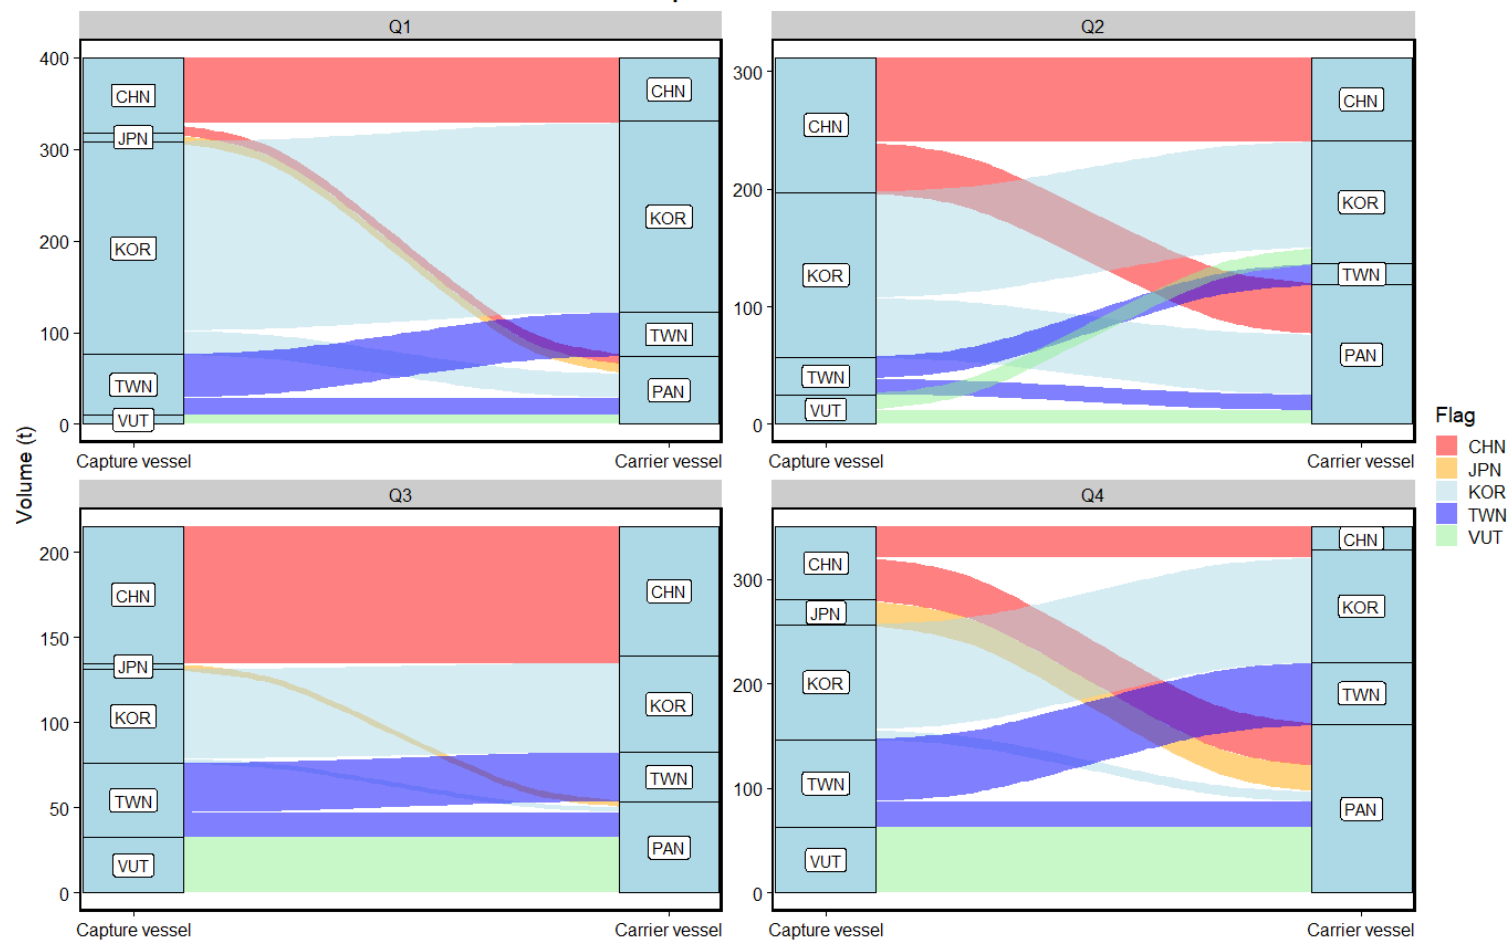 Q1
Q2
400
300
200
100
0
CHN
JPN
KOR
TWN
VUT
CHN
KOR
TWN
PAN
Capture vessel
Carrier vessel
300
200
100
0
CHN
KOR
TWN
VUT
CHN
KOR
TWN
PAN
Capture vessel
Carrier vessel
Volume (t)
Q3
Q4
200
150
100
50
0
CHN
JPN
KOR
TWN
VUT
CHN
KOR
TWN
PAN
Capture vessel
Carrier vessel
300
200
100
0
CHN
JPN
KOR
TWN
VUT
CHN
KOR
TWN
PAN
Capture vessel
Carrier vessel
Flag
CHN
JPN
KOR
TWN
VUT